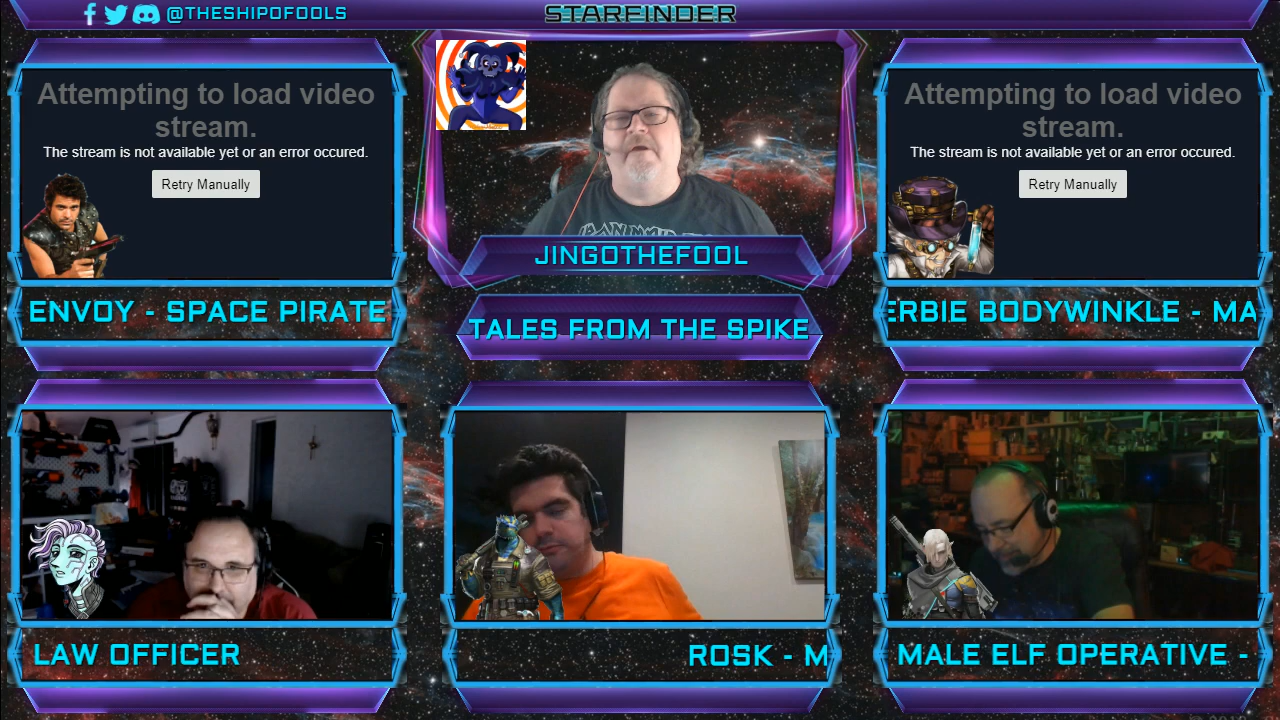 @THESHIPOFOOLS
STARFINDER
Attempting to load video
stream.
The stream is not available yet or an error occured.
Retry Manually
ENVOY - SPACE PIRATE
JINGOTHEFOOL
TALES FROM THE SPIKE
Attempting to load video
stream.
The stream is not available yet or an error occured.
Retry Manually
ERBIE BODYWINKLE - MA
LAW OFFICER
ROSK - M
MALE ELF OPERATIVE -